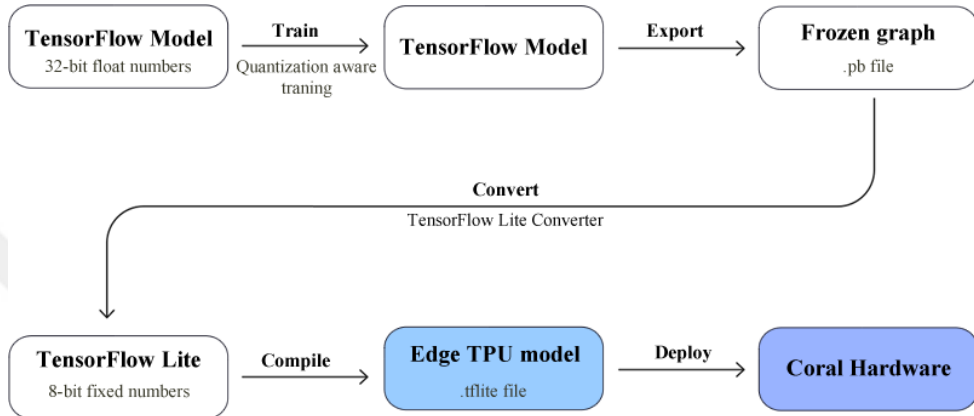 TensorFlow Model
32-bit float numbers
Train
Quantization aware
traning
TensorFlow Model
Export
Frozen graph
.pb file
Convert
TensorFlow Lite Converter
TensorFlow Lite
8-bit fixed numbers
Compile
Edge TPU model
.tflite file
Deploy
Coral Hardware